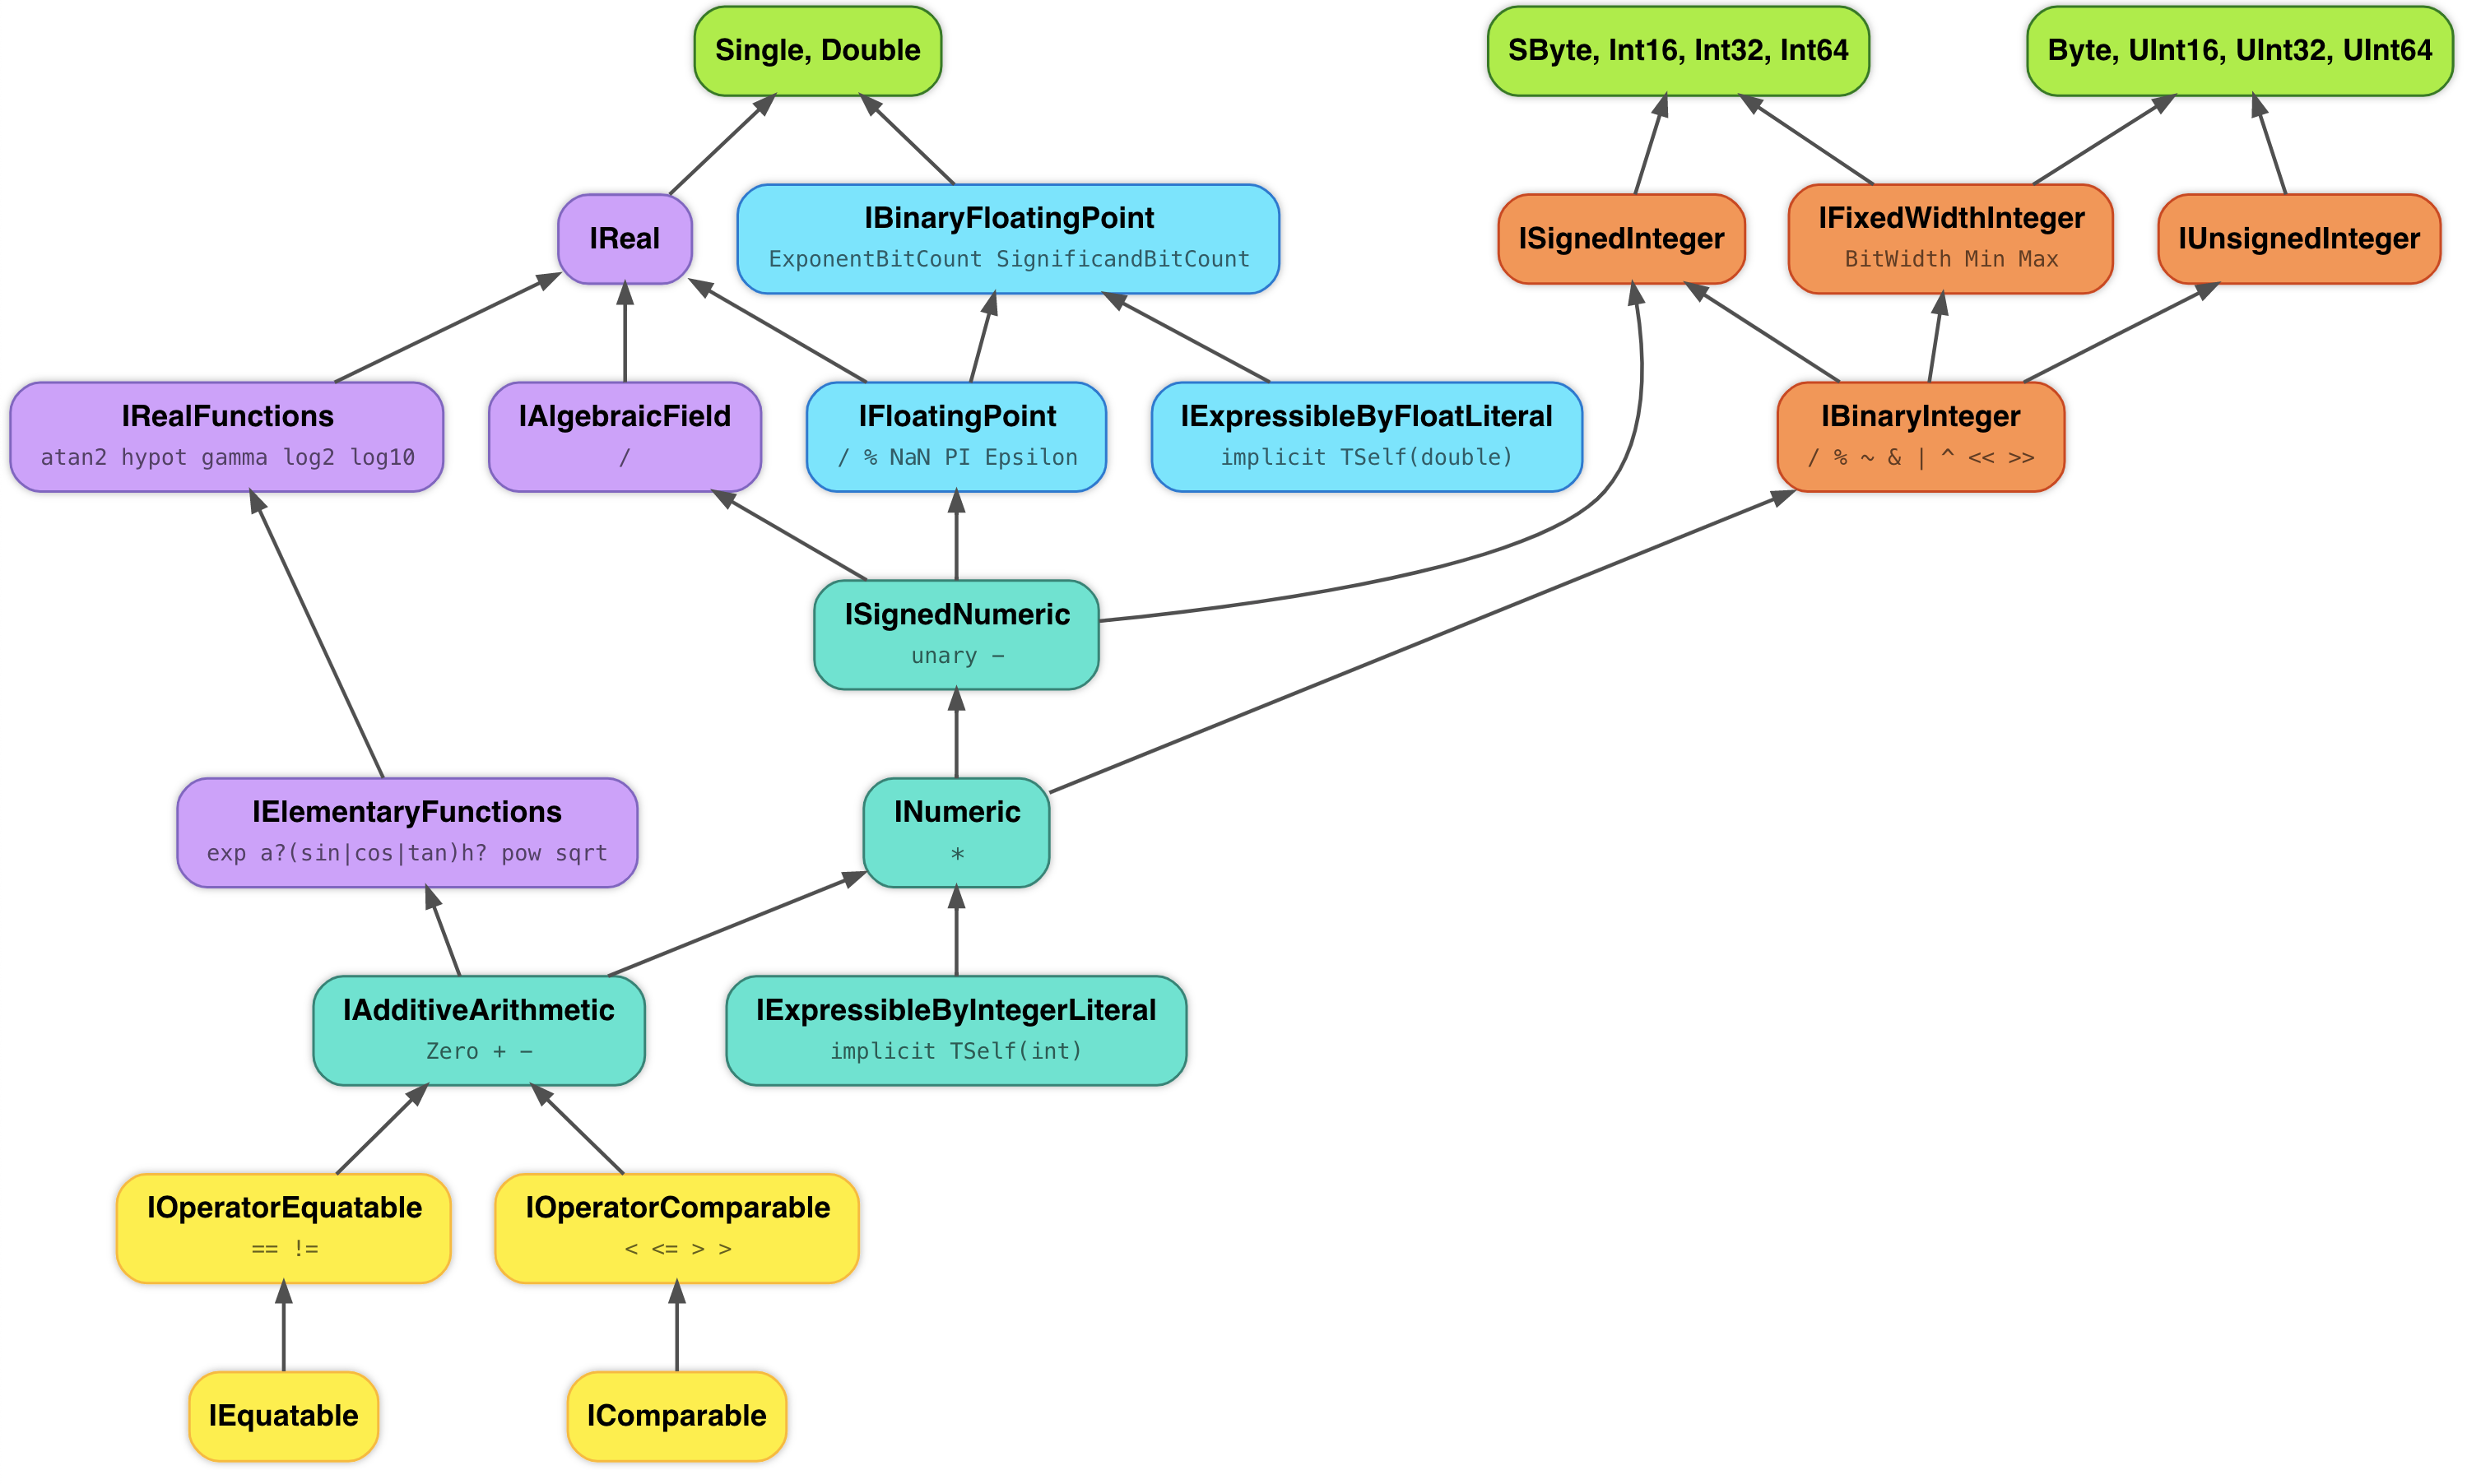 Single, Double
SByte, Int16, Int32, Int64
Byte, UInt16, UInt32, UInt64
IReal
IBinaryFloatingPoint
ExponentBitCount SignificandBitCount
ISignedInteger
IFixedWidthInteger
BitWidth Min Max
IUnsignedInteger
IRealFunctions
atan2 hypot gamma log2 log10
IAlgebraicField
/
IFloatingPoint
/ % NaN PI Epsilon
IExpressibleByFloatLiteral
implicit TSelf(double)
IBinaryInteger
/ % ~ & | ^ << >>
ISignedNumeric
unary −
IElementaryFunctions
exp a?(sin|cos|tan)h? pow sqrt
INumeric
*
IAdditiveArithmetic
Zero + −
IExpressibleByIntegerLiteral
implicit TSelf(int)
IOperatorEquatable
== !=
IOperatorComparable
< <= > >
IEquatable
IComparable